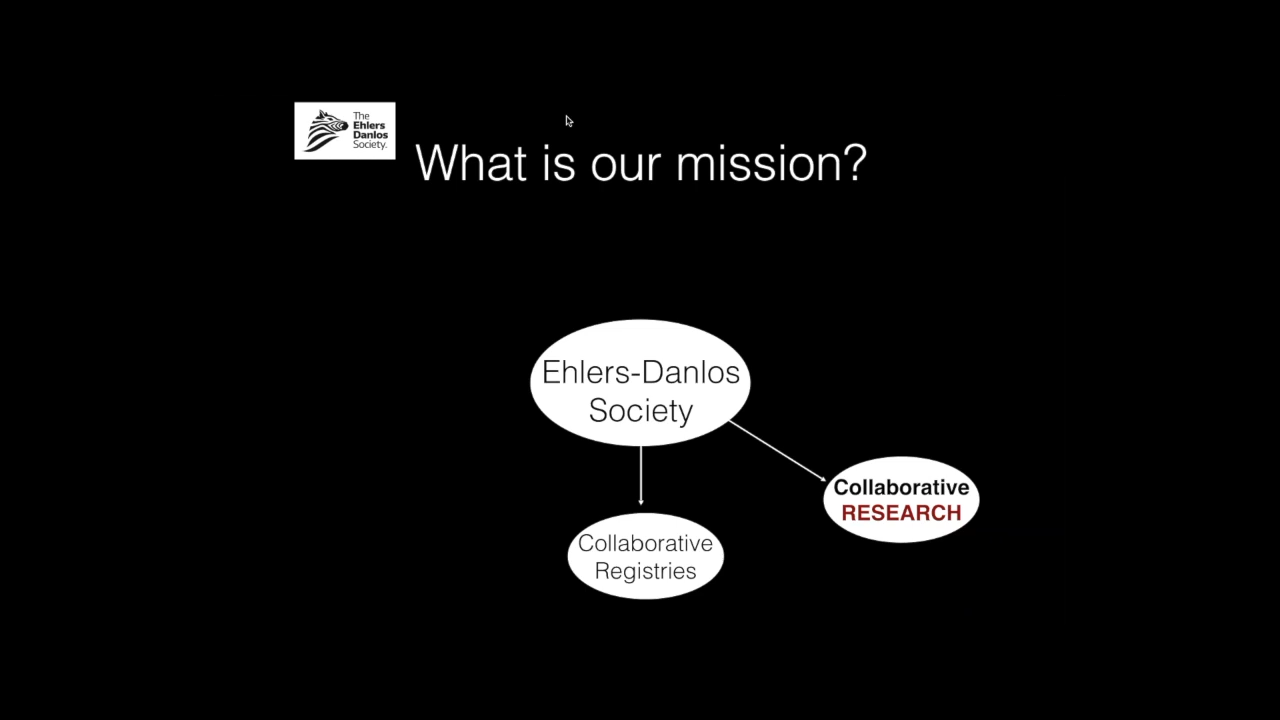 The
Ehlers
Danlos
Society.
What is our mission?
Ehlers-Danlos
Society
Collaborative
RESEARCH
Collaborative
Registries